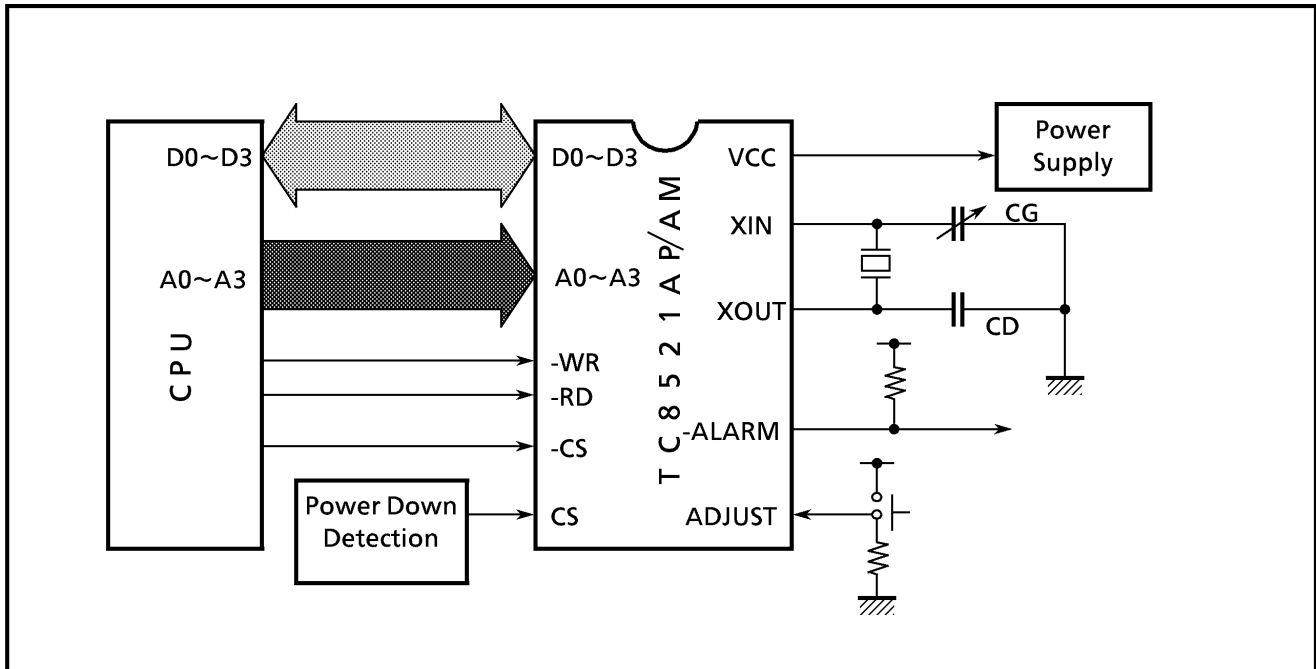 D0~D3
A0~A3
CPU
D0~D3
A0~A3
-WR
-RD
-CS
CS
TC8521AP/AM
VCC
XIN
XOUT
-ALARM
ADJUST
Power
Supply
CG
CD
Power Down
Detection